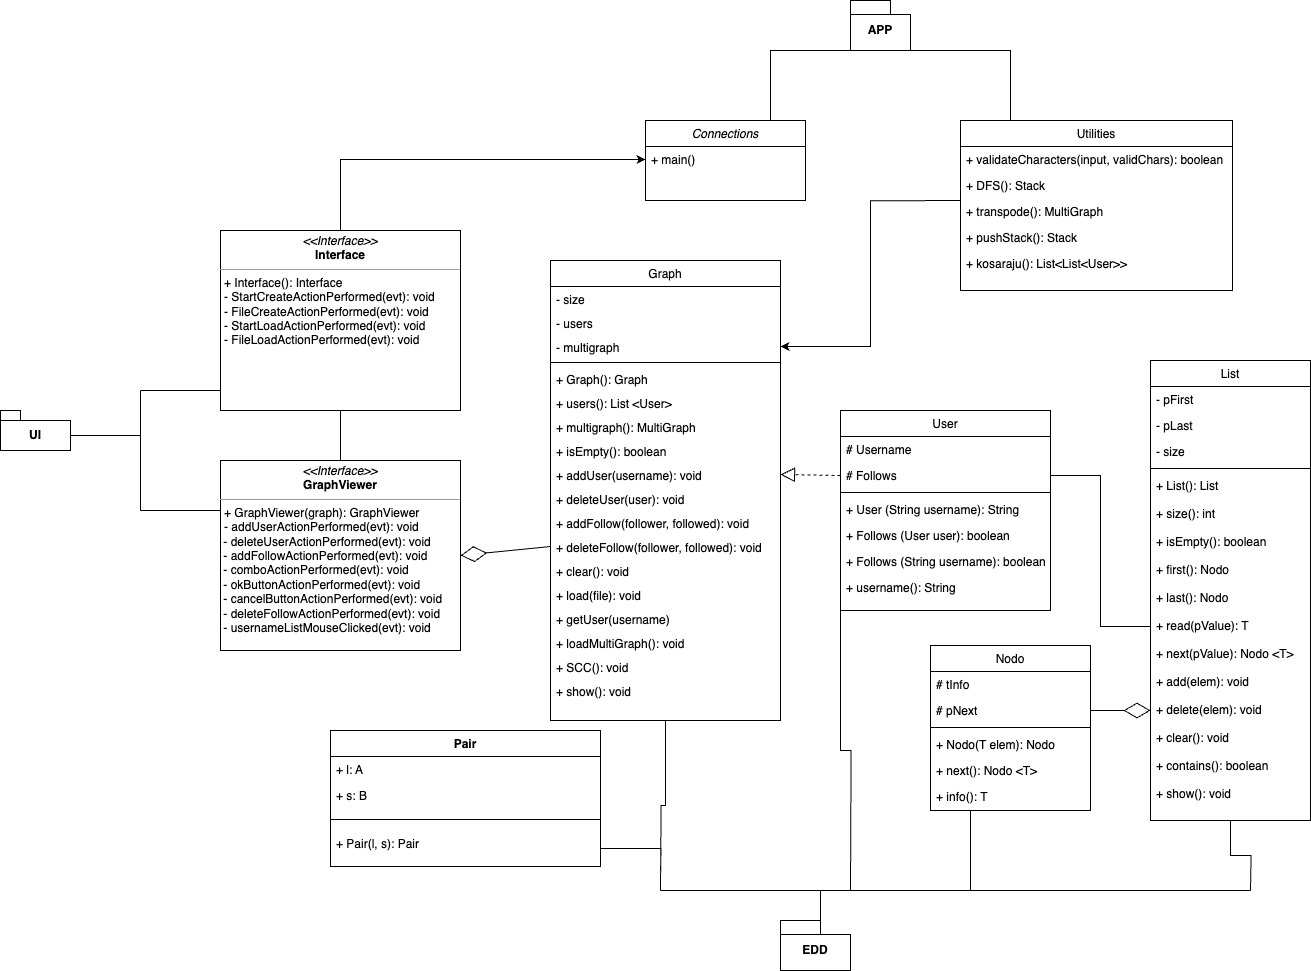 APP
Connections
+ main()
Utilities
+ validateCharacters(input, validChars): boolean
+ DFS(): Stack
+ transpode(): MultiGraph
+ pushStack(): Stack
+ kosaraju(): List<List<User>>
<<Interface>>
Interface
+ Interface(): Interface
- StartCreateActionPerformed(evt): void
- FileCreateActionPerformed(evt): void
- StartLoadActionPerformed(evt): void
- FileLoadActionPerformed(evt): void
Graph
- size
- users
- multigraph
+ Graph(): Graph
+ users(): List <User>
+ multigraph(): MultiGraph
+ isEmpty(): boolean
+ addUser(username): void
+ deleteUser(user): void
+ addFollow(follower, followed): void
+ deleteFollow(follower, followed): void
+ clear(): void
+ load(file): void
+ getUser(username)
+ loadMultiGraph(): void
+ SCC(): void
+ show(): void
UI
<<Interface>>
GraphViewer
+ GraphViewer(graph): GraphViewer
- addUserActionPerformed(evt): void
- deleteUserActionPerformed(evt): void
- addFollowActionPerformed(evt): void
- comboActionPerformed(evt): void
- okButtonActionPerformed(evt): void
- cancelButtonActionPerformed(evt): void
- deleteFollowActionPerformed(evt): void
- usernameListMouseClicked(evt): void
User
# Username
# Follows
+ User (String username): String
+ Follows (User user): boolean
+ Follows (String username): boolean
+ username(): String
List
- pFirst
- pLast
- size
+ List(): List
+ size(): int
+ isEmpty(): boolean
+ first(): Nodo
+ last(): Nodo
+ read(pValue): T
+ next(pValue): Nodo <T>
+ add(elem): void
+ delete(elem): void
+ clear(): void
+ contains(): boolean
+ show(): void
Nodo
# tInfo
# pNext
+ Nodo(T elem): Nodo
+ next(): Nodo <T>
+ info(): T
Pair
+ l: A
+ s: B
+ Pair(l, s): Pair
EDD